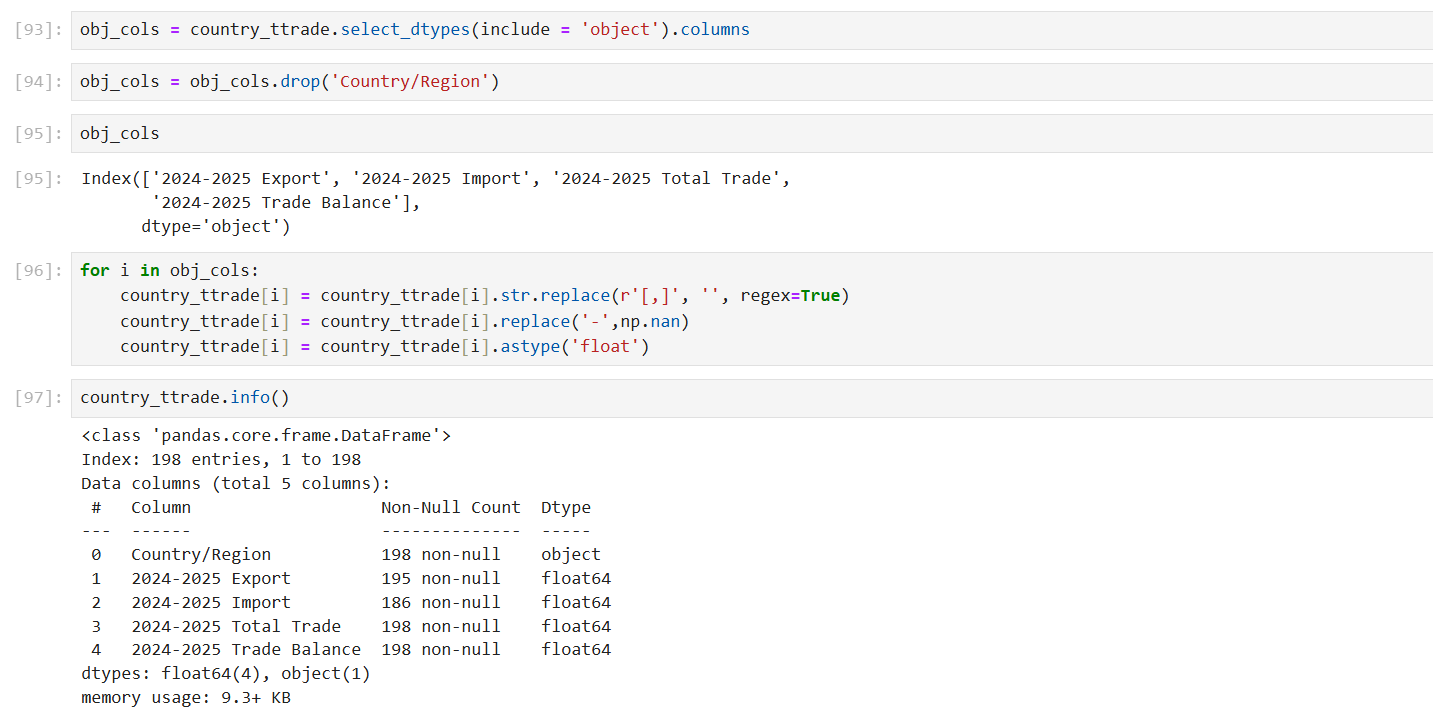 [93]: obj_cols = country_ttrade.select_dtypes(include = 'object').columns
[94]: obj_cols = obj_cols.drop('Country/Region')
[95]: obj_cols
[95]: Index(['2024-2025 Export', '2024-2025 Import', '2024-2025 Total Trade',
       '2024-2025 Trade Balance'],
      dtype='object')
[96]: for i in obj_cols:
    country_ttrade[i] = country_ttrade[i].str.replace(r'[,]', '', regex=True)
    country_ttrade[i] = country_ttrade[i].replace('-',np.nan)
    country_ttrade[i] = country_ttrade[i].astype('float')
[97]: country_ttrade.info()
<class 'pandas.core.frame.DataFrame'>
Index: 198 entries, 1 to 198
Data columns (total 5 columns):
 #   Column                   Non-Null Count  Dtype
---  ------                   --------------  -----
 0   Country/Region           198 non-null    object
 1   2024-2025 Export         195 non-null    float64
 2   2024-2025 Import         186 non-null    float64
 3   2024-2025 Total Trade    198 non-null    float64
 4   2024-2025 Trade Balance  198 non-null    float64
dtypes: float64(4), object(1)
memory usage: 9.3+ KB